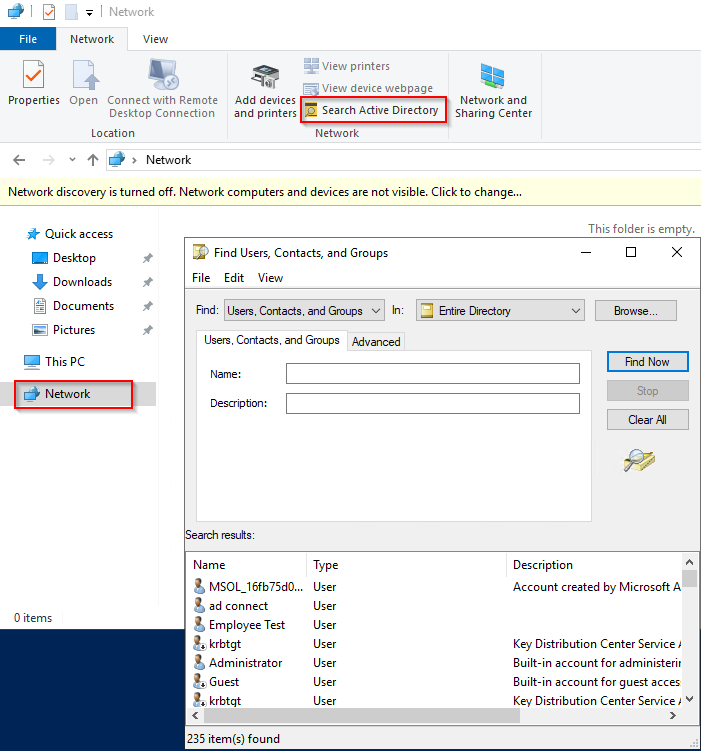 Network
File Network View
Properties
Open
Connect with Remote
Desktop Connection
Location
Add devices
and printers
View printers
View device webpage
Search Active Directory
Network
Network and
Sharing Center
Network
Network discovery is turned off. Network computers and devices are not visible. Click to change...
This folder is empty.
Quick access
Desktop
Downloads
Documents
Pictures
This PC
Network
0 items
Find Users, Contacts, and Groups
File Edit View
Find: Users, Contacts, and Groups In: Entire Directory Browse...
Users, Contacts, and Groups Advanced
Name:
Description:
Find Now
Stop
Clear All
Search results:
Name Type Description
MSOL_16fb75d0... User Account created by Microsoft A
ad connect User
Employee Test User
krbtgt User Key Distribution Center Service A
Administrator User Built-in account for administerin
Guest User Built-in account for guest acces
krbtgt User Key Distribution Center Service A
235 item(s) found